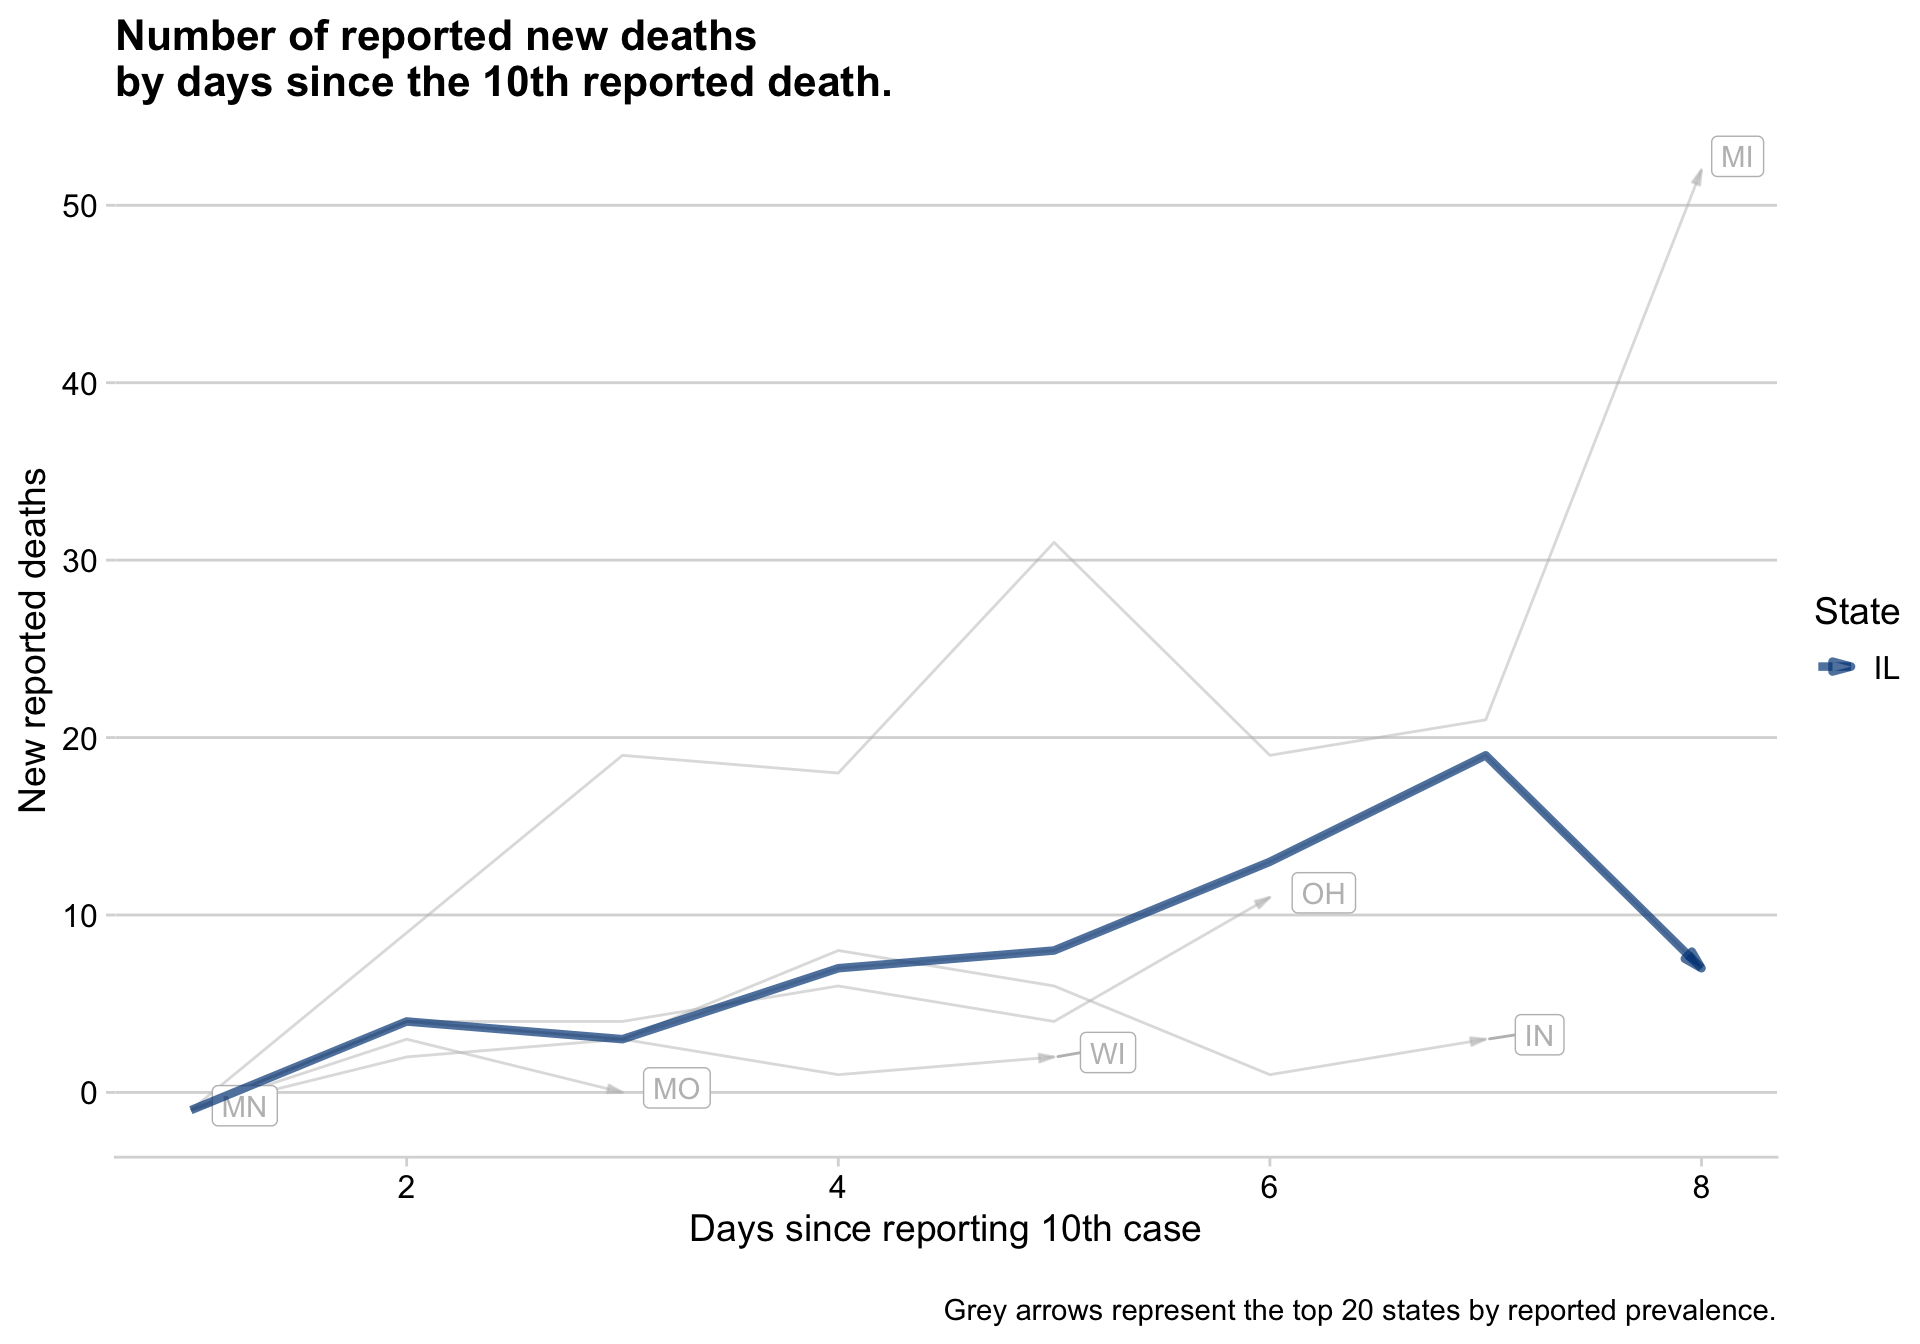 Number of reported new deaths
by days since the 10th reported death.
MI
50
40
30
20
10
0
New reported deaths
State
IL
OH
IN
WI
MO
MN
2
4
6
8
Days since reporting 10th case
Grey arrows represent the top 20 states by reported prevalence.